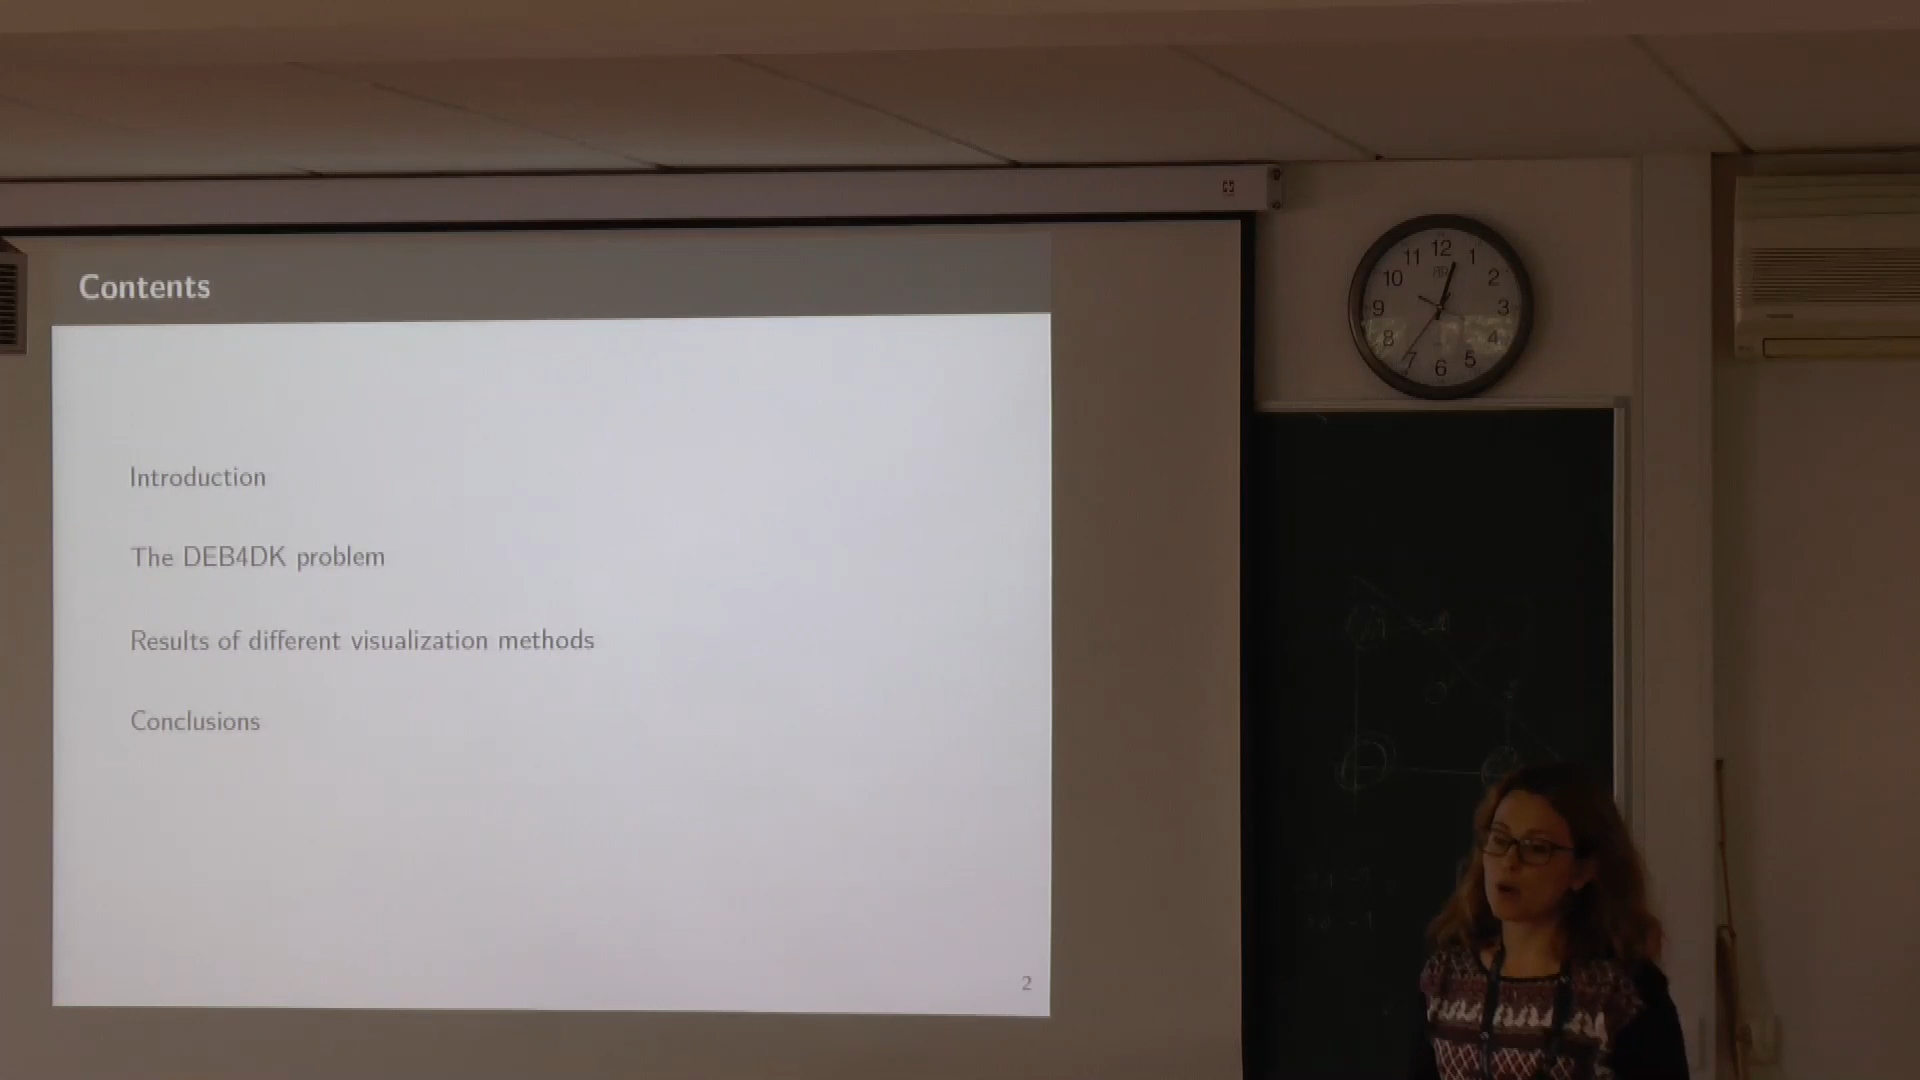 Contents
Introduction
The DEB4DK problem
Results of different visualization methods
Conclusions
2
12
1
2
3
4
5
6
7
8
9
10
11